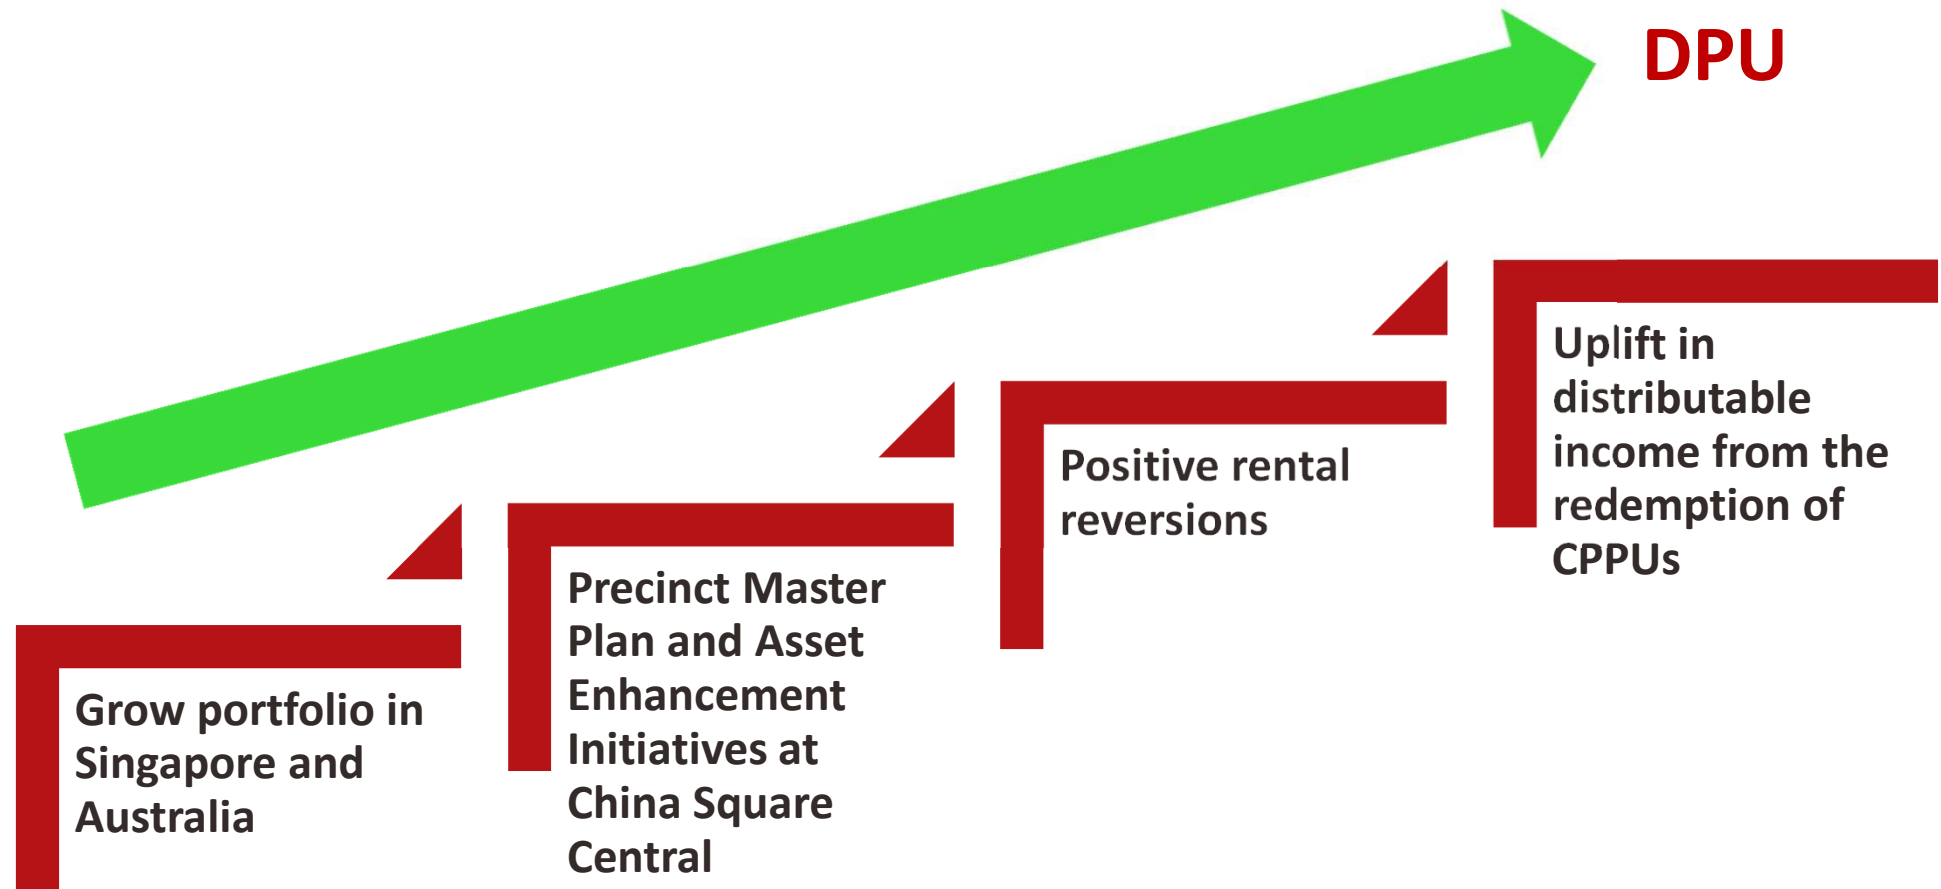 DPU
Grow portfolio in
Singapore and
Australia
Precinct Master
Plan and Asset
Enhancement
Initiatives at
China Square
Central
Positive rental
reversions
Uplift in
distributable
income from the
redemption of
CPPUs